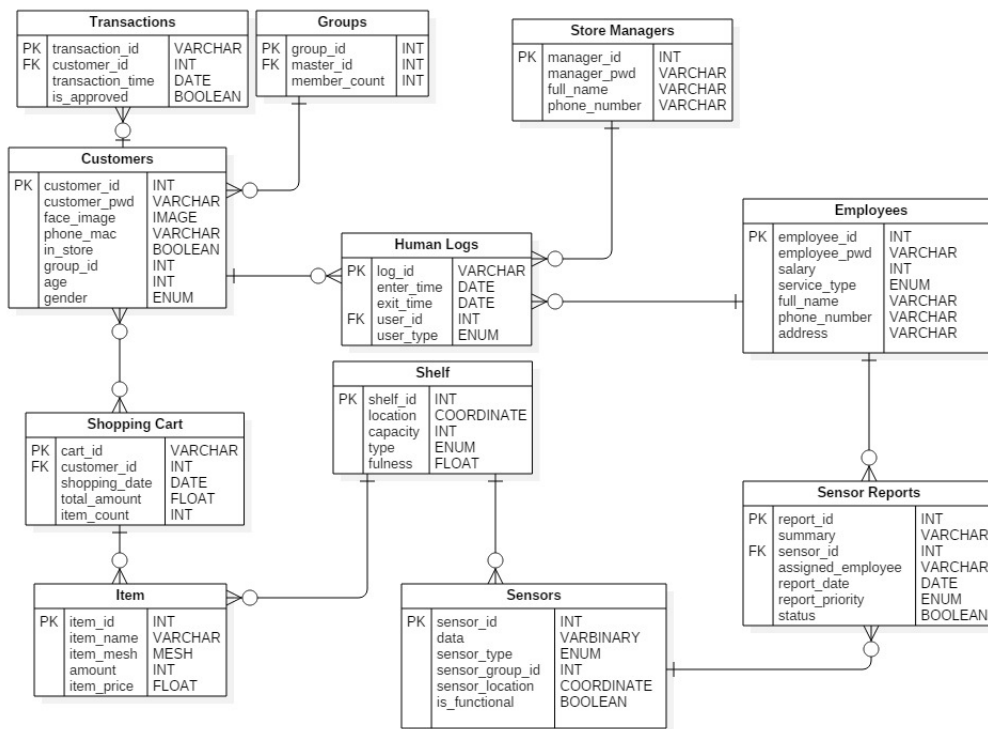 Transactions
PK transaction_id VARCHAR
FK customer_id INT
transaction_time DATE
is_approved BOOLEAN
Groups
PK group_id INT
FK master_id INT
member_count INT
Store Managers
PK manager_id INT
manager_pwd VARCHAR
full_name VARCHAR
phone_number VARCHAR
Customers
PK customer_id INT
customer_pwd VARCHAR
face_image IMAGE
phone_mac VARCHAR
in_store BOOLEAN
group_id INT
age INT
gender ENUM
Human Logs
PK log_id VARCHAR
enter_time DATE
exit_time DATE
FK user_id INT
user_type ENUM
Employees
PK employee_id INT
employee_pwd VARCHAR
salary INT
service_type ENUM
full_name VARCHAR
phone_number VARCHAR
address VARCHAR
Shelf
PK shelf_id INT
location COORDINATE
capacity INT
type ENUM
fulness FLOAT
Shopping Cart
PK cart_id VARCHAR
FK customer_id INT
shopping_date DATE
total_amount FLOAT
item_count INT
Sensor Reports
PK report_id INT
summary VARCHAR
FK sensor_id INT
assigned_employee VARCHAR
report_date DATE
report_priority ENUM
status BOOLEAN
Item
PK item_id INT
item_name VARCHAR
item_mesh MESH
amount INT
item_price FLOAT
Sensors
PK sensor_id INT
data VARBINARY
sensor_type ENUM
sensor_group_id INT
sensor_location COORDINATE
is_functional BOOLEAN